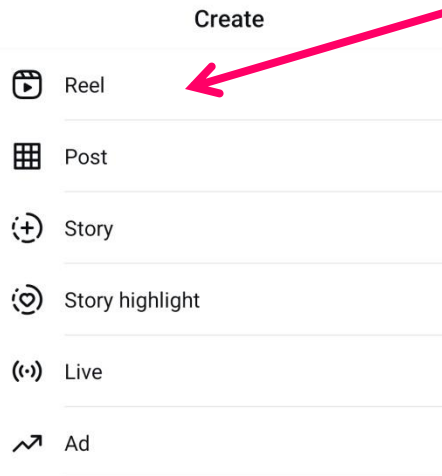 Create
Reel
Post
Story
Story highlight
Live
Ad